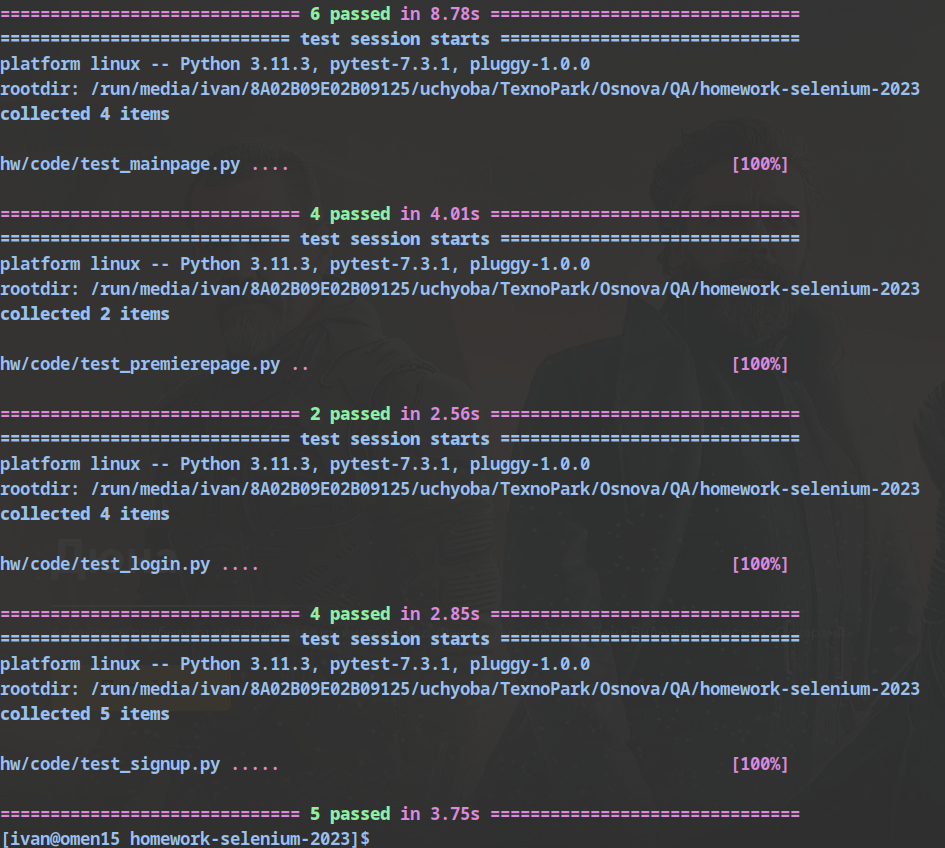 ============================== 6 passed in 8.78s ===============================
============================= test session starts ==============================
platform linux -- Python 3.11.3, pytest-7.3.1, pluggy-1.0.0
rootdir: /run/media/ivan/8A02B09E02B09125/uchyoba/TexnoPark/Osnova/QA/homework-selenium-2023
collected 4 items
hw/code/test_mainpage.py .... [100%]
============================== 4 passed in 4.01s ===============================
============================= test session starts ==============================
platform linux -- Python 3.11.3, pytest-7.3.1, pluggy-1.0.0
rootdir: /run/media/ivan/8A02B09E02B09125/uchyoba/TexnoPark/Osnova/QA/homework-selenium-2023
collected 2 items
hw/code/test_premierepage.py .. [100%]
============================== 2 passed in 2.56s ===============================
============================= test session starts ==============================
platform linux -- Python 3.11.3, pytest-7.3.1, pluggy-1.0.0
rootdir: /run/media/ivan/8A02B09E02B09125/uchyoba/TexnoPark/Osnova/QA/homework-selenium-2023
collected 4 items
hw/code/test_login.py .... [100%]
============================== 4 passed in 2.85s ===============================
============================= test session starts ==============================
platform linux -- Python 3.11.3, pytest-7.3.1, pluggy-1.0.0
rootdir: /run/media/ivan/8A02B09E02B09125/uchyoba/TexnoPark/Osnova/QA/homework-selenium-2023
collected 5 items
hw/code/test_signup.py ..... [100%]
============================== 5 passed in 3.75s ===============================
[ivan@omen15 homework-selenium-2023]$